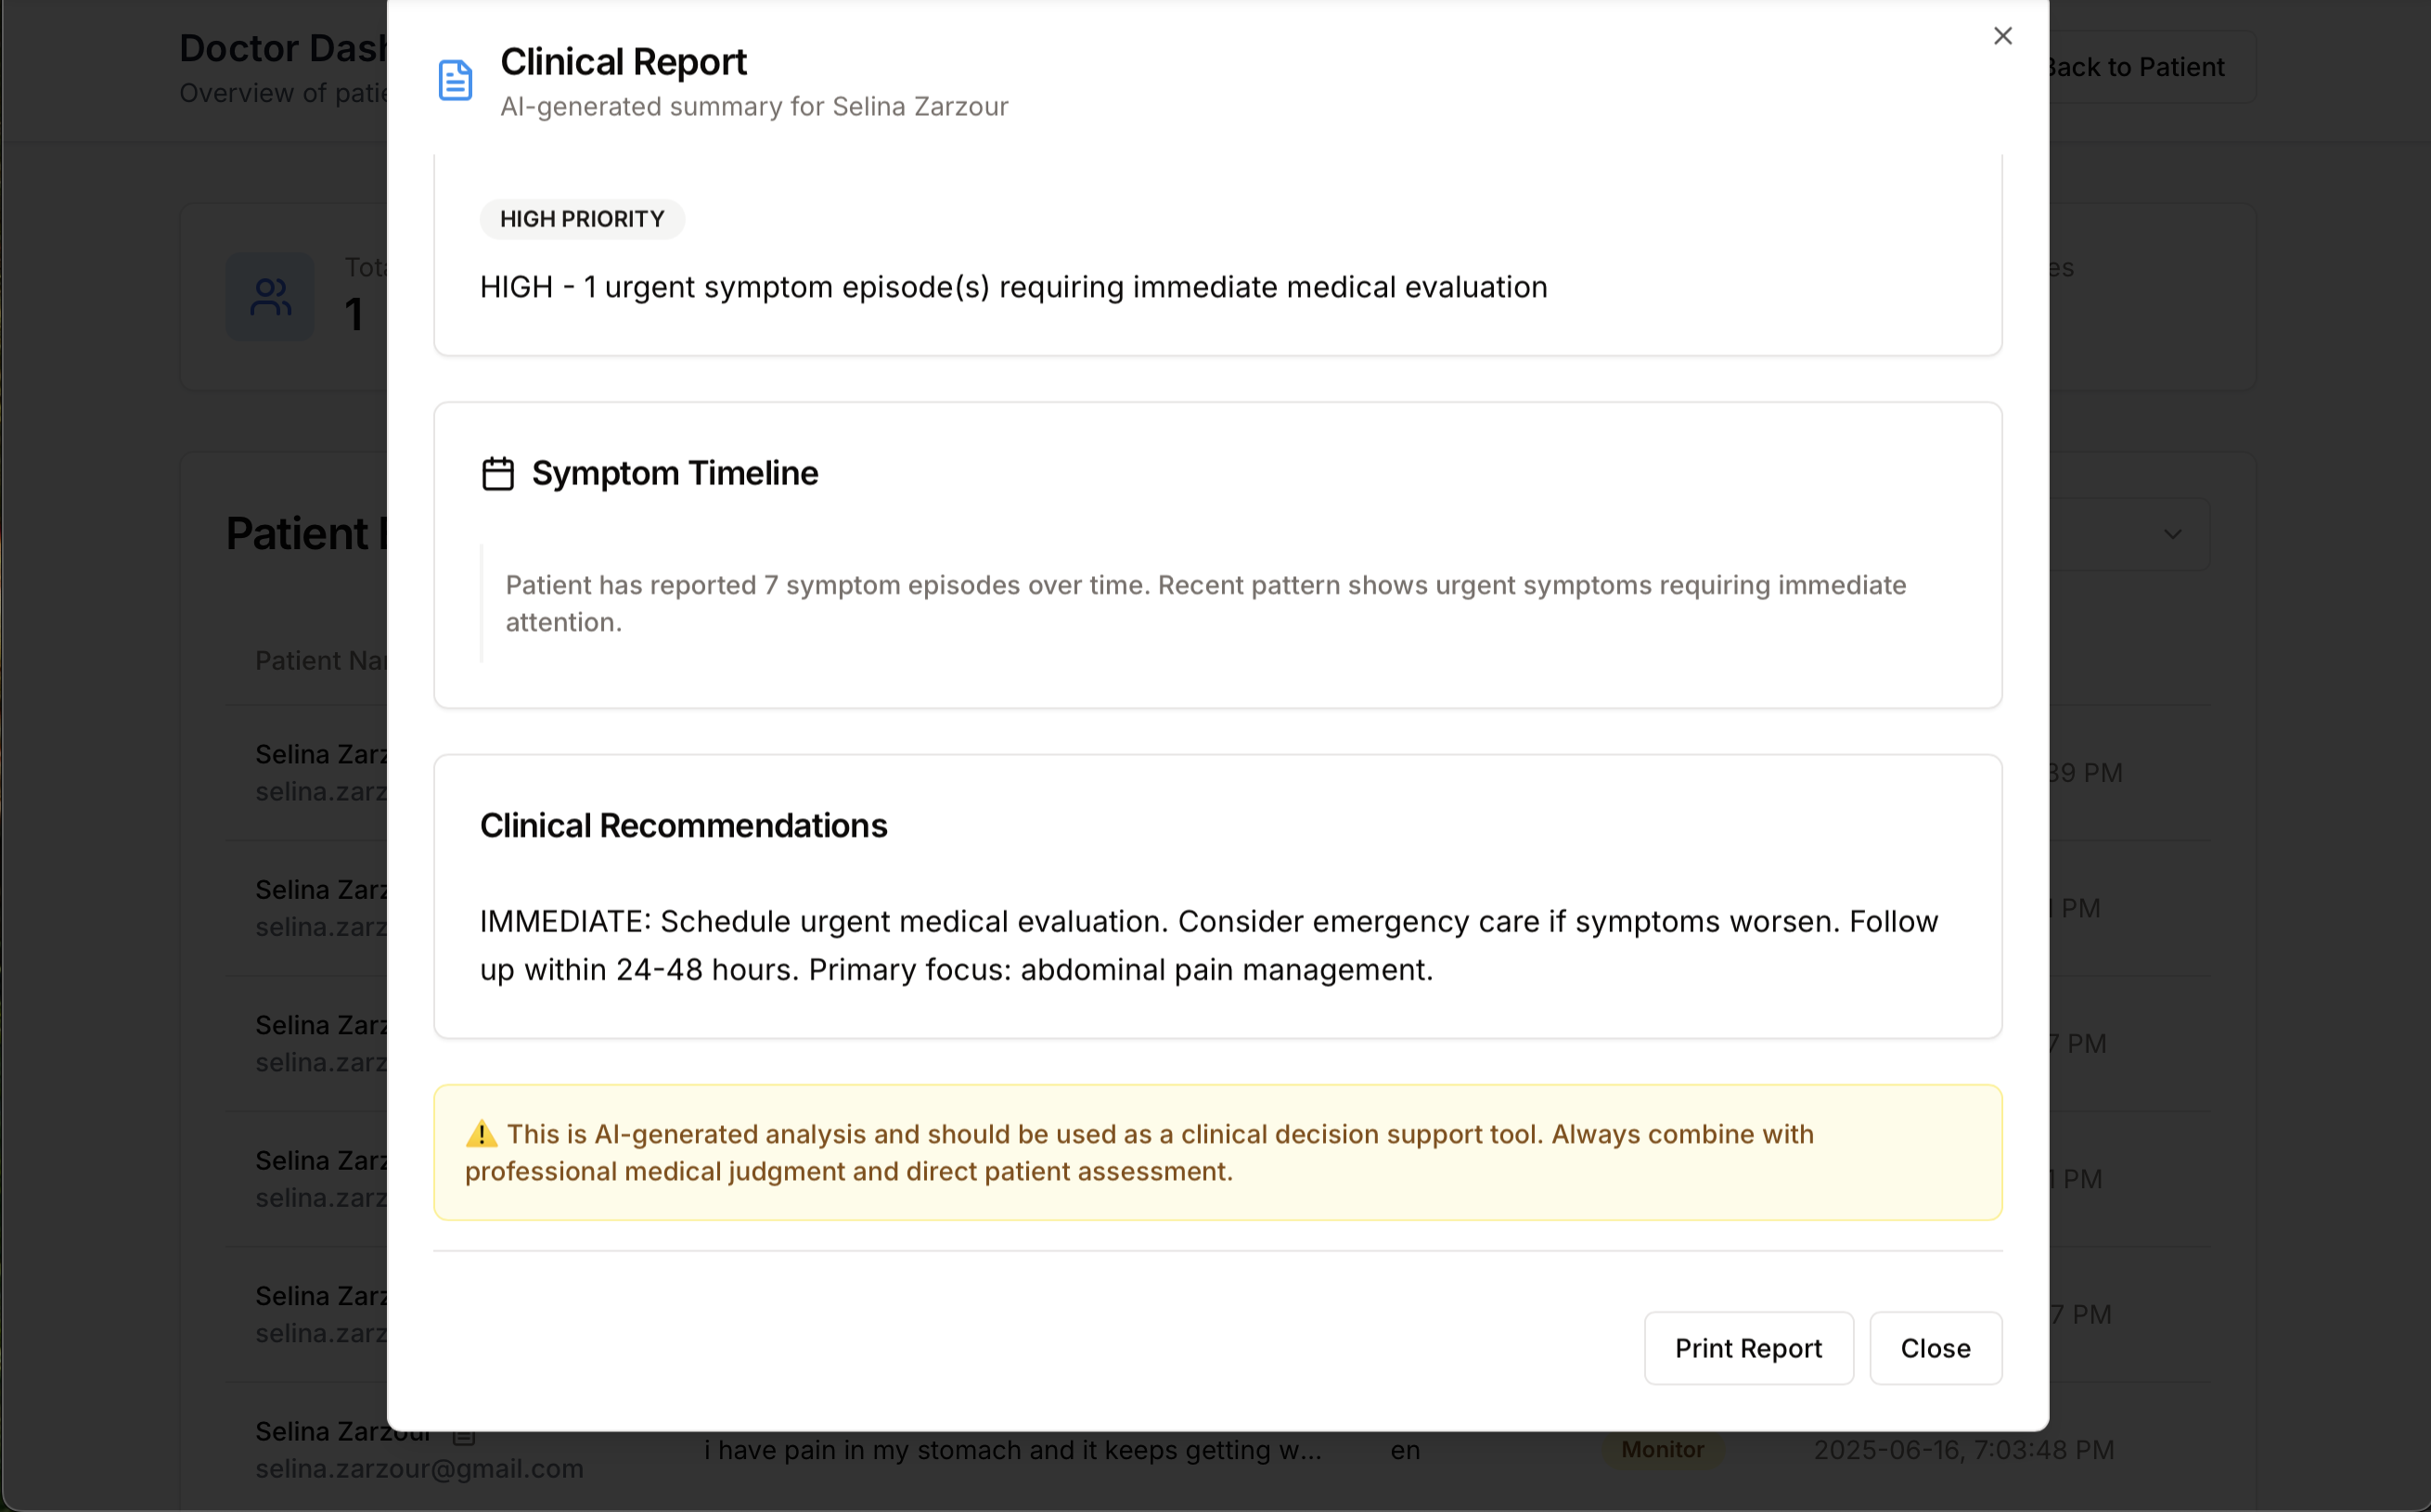 Doctor Dash
Overview of patie
Back to Patient
Clinical Report
AI-generated summary for Selina Zarzour
HIGH PRIORITY
HIGH - 1 urgent symptom episode(s) requiring immediate medical evaluation
Tota
1
es
Symptom Timeline
Patient has reported 7 symptom episodes over time. Recent pattern shows urgent symptoms requiring immediate
attention.
Patient
Patient Nar
Selina Zarz
selina.zarz
39 PM
Selina Zarz
selina.zarz
PM
Clinical Recommendations
IMMEDIATE: Schedule urgent medical evaluation. Consider emergency care if symptoms worsen. Follow
up within 24-48 hours. Primary focus: abdominal pain management.
Selina Zarz
selina.zarz
7 PM
⚠️ This is AI-generated analysis and should be used as a clinical decision support tool. Always combine with
professional medical judgment and direct patient assessment.
Selina Zarz
selina.zarz
1 PM
Selina Zarz
selina.zarz
7 PM
Print Report
Close
Selina Zarzour
selina.zarzour@gmail.com
i have pain in my stomach and it keeps getting w...
en
Monitor
2025-06-16, 7:03:48 PM